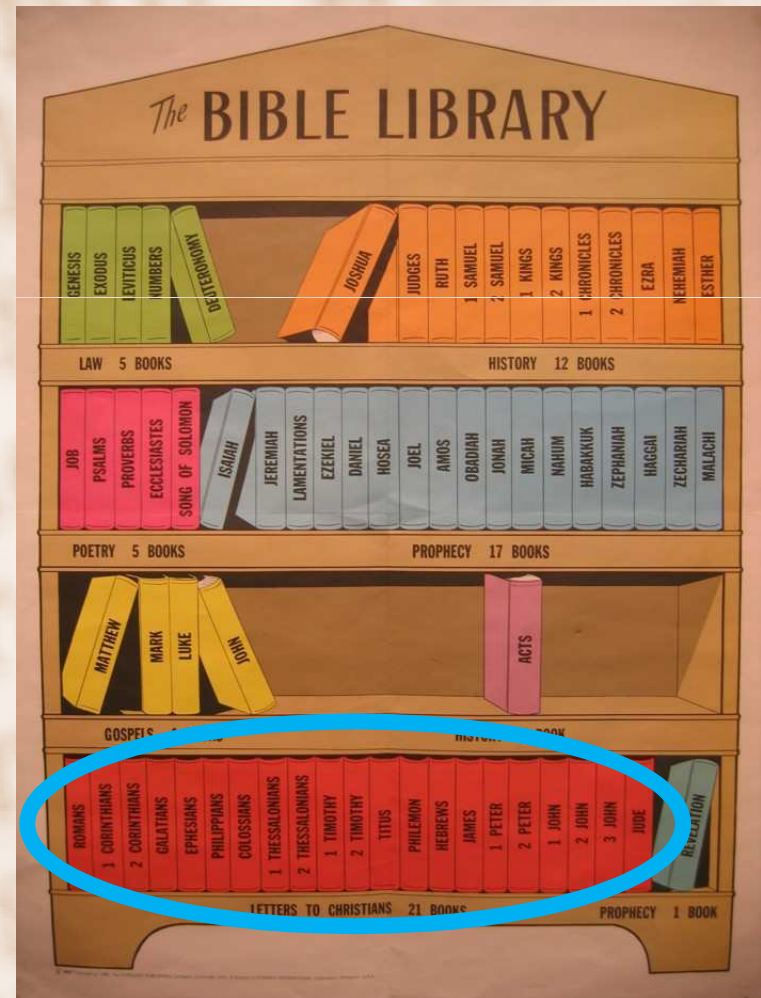 The BIBLE LIBRARY
GENESIS
EXODUS
LEVITICUS
NUMBERS
DEUTERONOMY
JOSHUA
JUDGES
RUTH
1 SAMUEL
2 SAMUEL
1 KINGS
2 KINGS
1 CHRONICLES
2 CHRONICLES
EZRA
NEHEMIAH
ESTHER
LAW 5 BOOKS
HISTORY 12 BOOKS
JOB
PSALMS
PROVERBS
ECCLESIASTES
SONG OF SOLOMON
ISAIAH
JEREMIAH
LAMENTATIONS
EZEKIEL
DANIEL
HOSEA
JOEL
AMOS
OBADIAH
JONAH
MICAH
NAHUM
HABAKKUK
ZEPHANIAH
HAGGAI
ZECHARIAH
MALACHI
POETRY 5 BOOKS
PROPHECY 17 BOOKS
MATTHEW
MARK
LUKE
JOHN
ACTS
GOSPELS
ROMANS
1 CORINTHIANS
2 CORINTHIANS
GALATIANS
EPHESIANS
PHILIPPIANS
COLOSSIANS
1 THESSALONIANS
2 THESSALONIANS
1 TIMOTHY
2 TIMOTHY
TITUS
PHILEMON
HEBREWS
JAMES
1 PETER
2 PETER
1 JOHN
2 JOHN
3 JOHN
JUDE
REVELATION
LETTERS TO CHRISTIANS 21 BOOKS
PROPHECY 1 BOOK